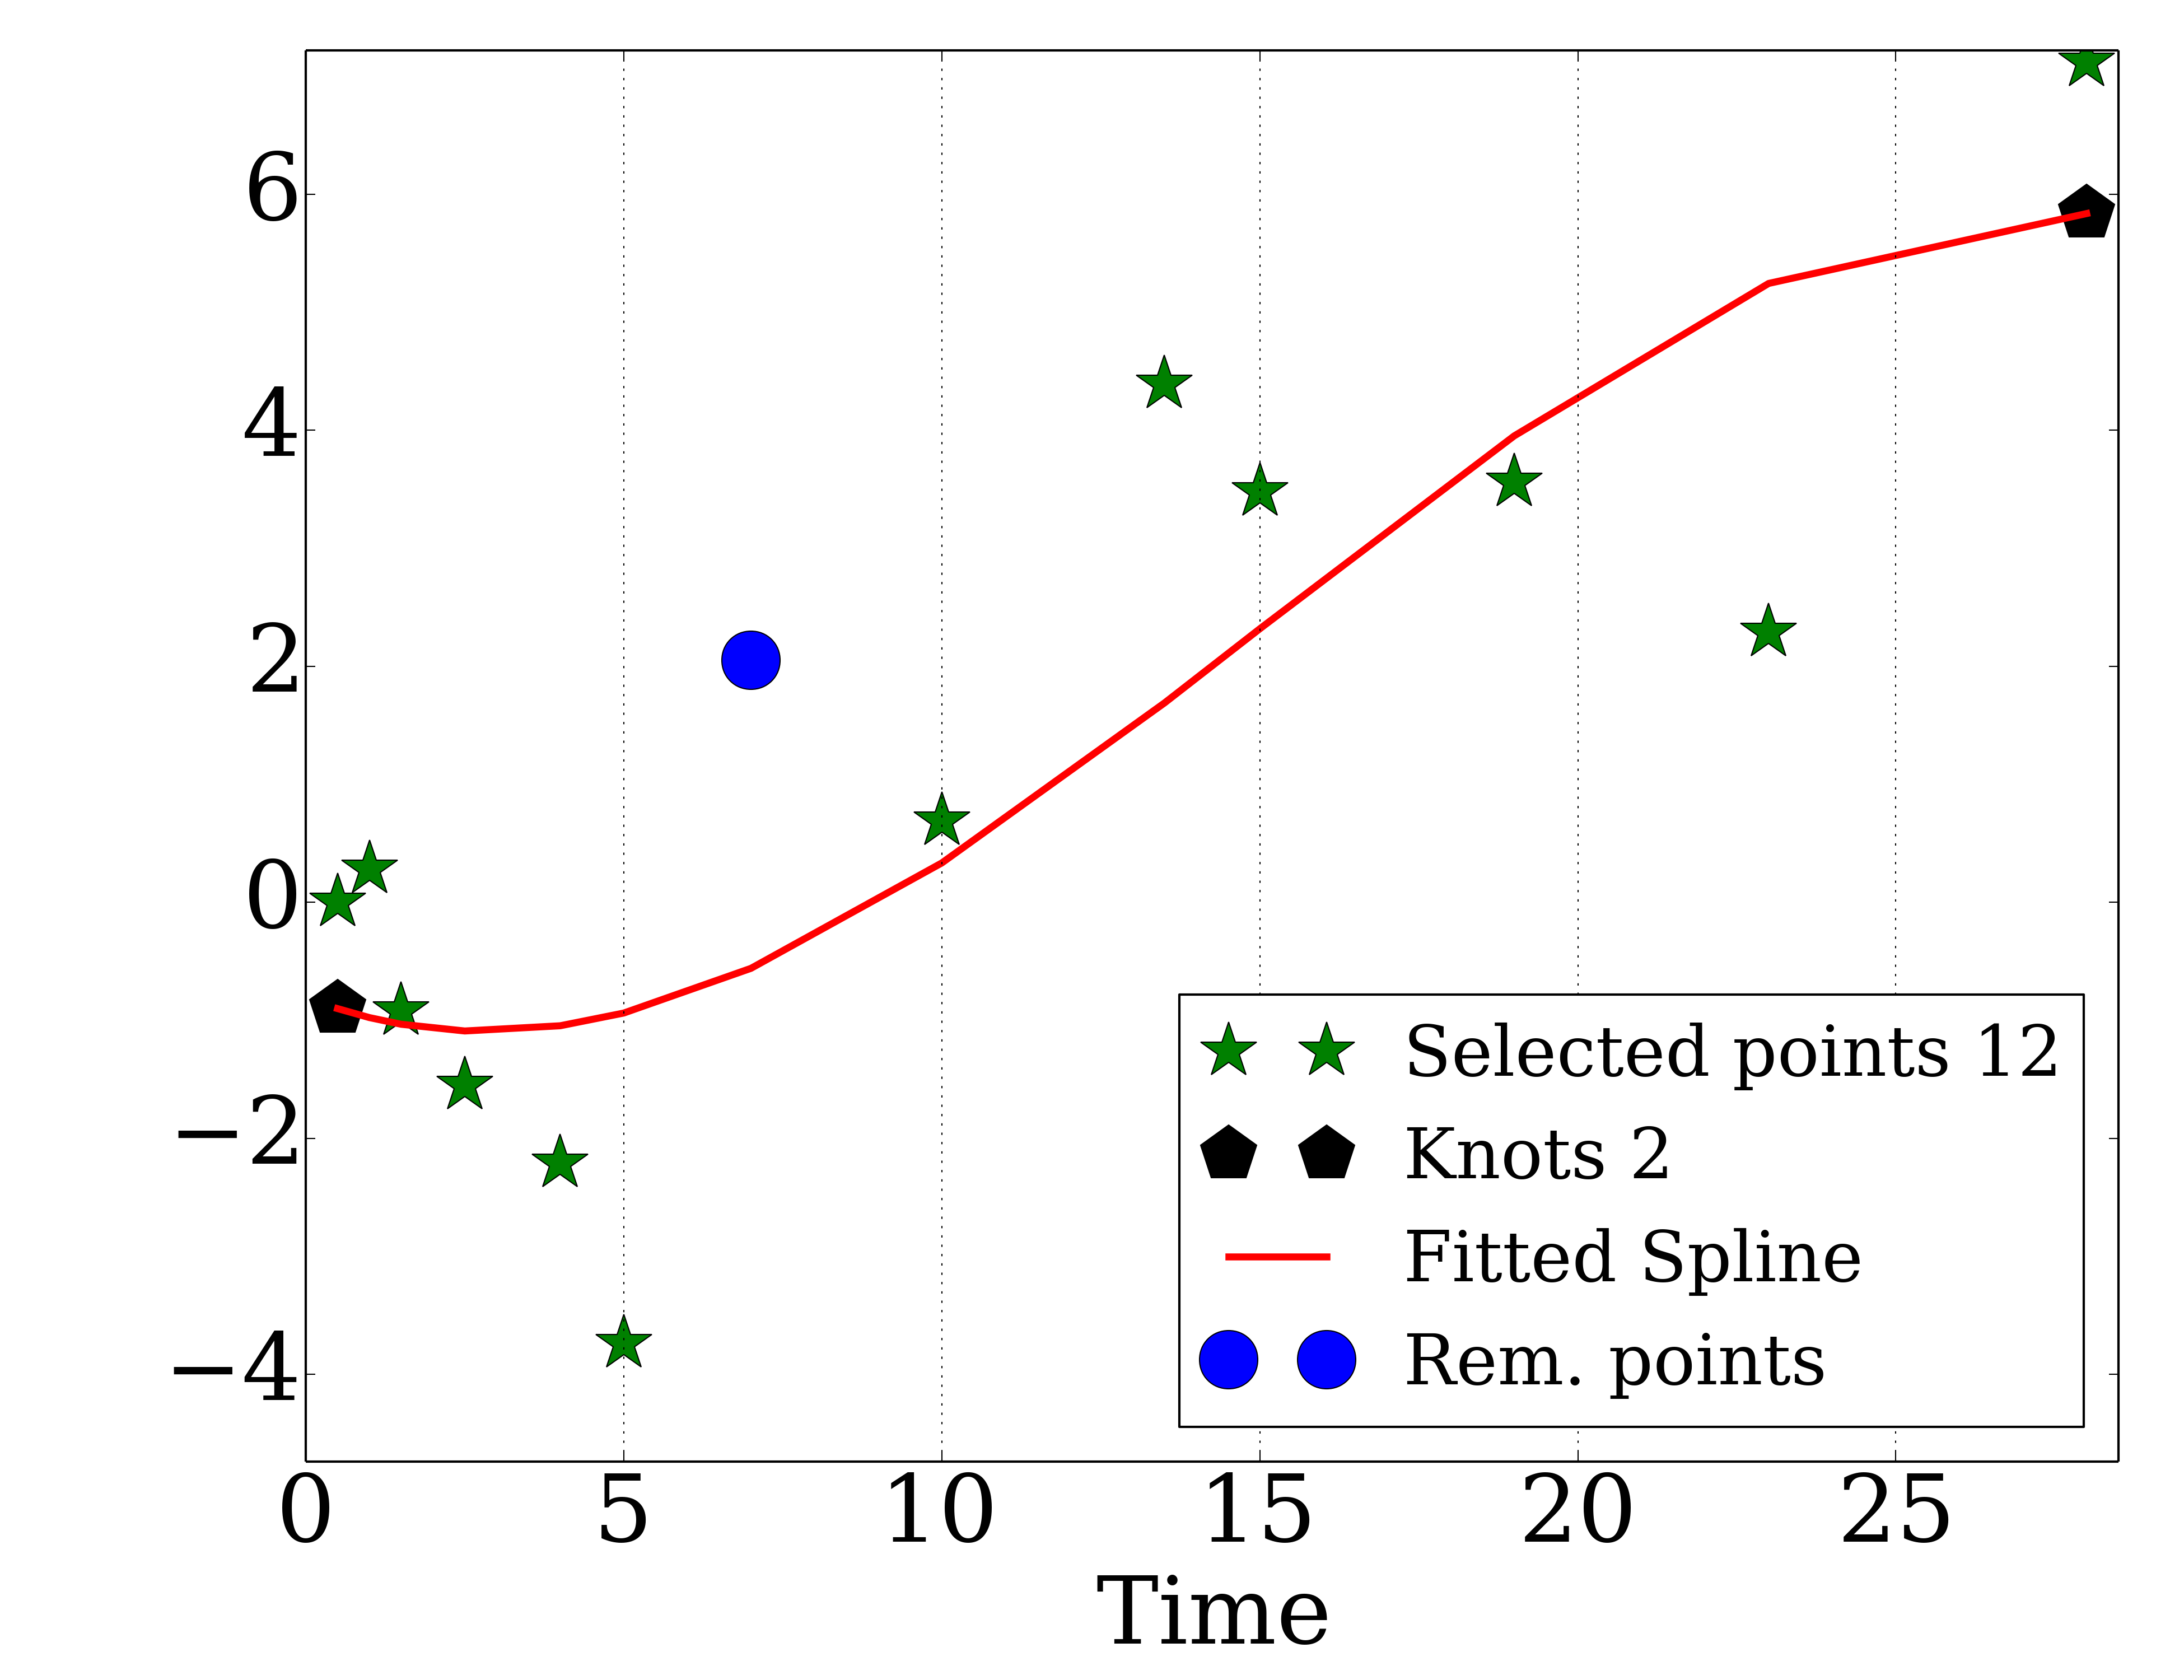 6
4
2
0
−2
−4
Selected points 12
Knots 2
Fitted Spline
Rem. points
0 5 10 15 20 25
Time